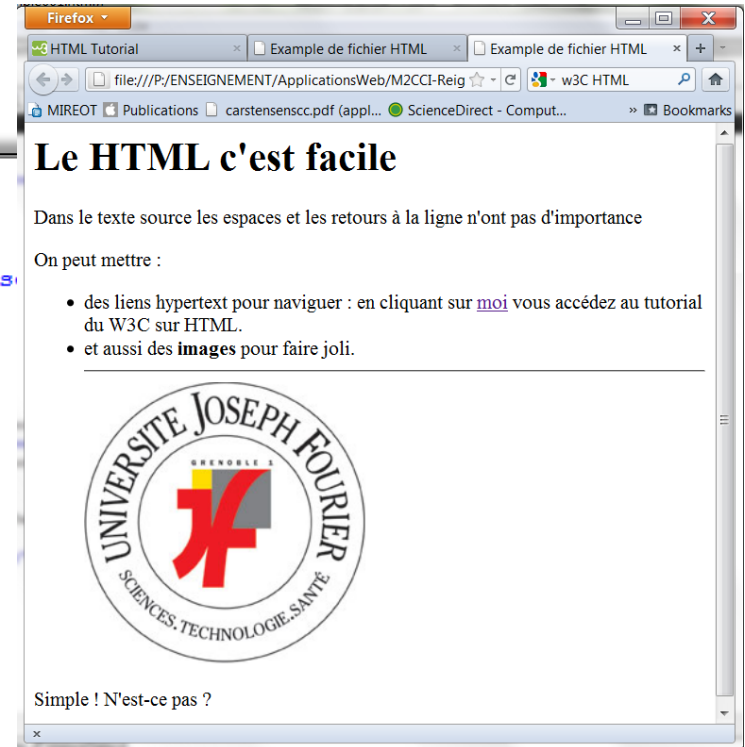 Firefox
HTML Tutorial
Example de fichier HTML
Example de fichier HTML
file:///P:/ENSEIGNEMENT/ApplicationsWeb/M2CCI-Reig
w3C HTML
MIREOT
Publications
carstensenscc.pdf (appl...
ScienceDirect - Comput...
»
Bookmarks
Le HTML c'est facile
Dans le texte source les espaces et les retours à la ligne n'ont pas d'importance
On peut mettre :
• des liens hypertext pour naviguer : en cliquant sur moi vous accédez au tutorial
du W3C sur HTML.
• et aussi des images pour faire joli.
UNIVERSITE JOSEPH FOURIER
GRENOBLE 1
SCIENCES. TECHNOLOGIE. SANTÉ
Simple ! N'est-ce pas ?